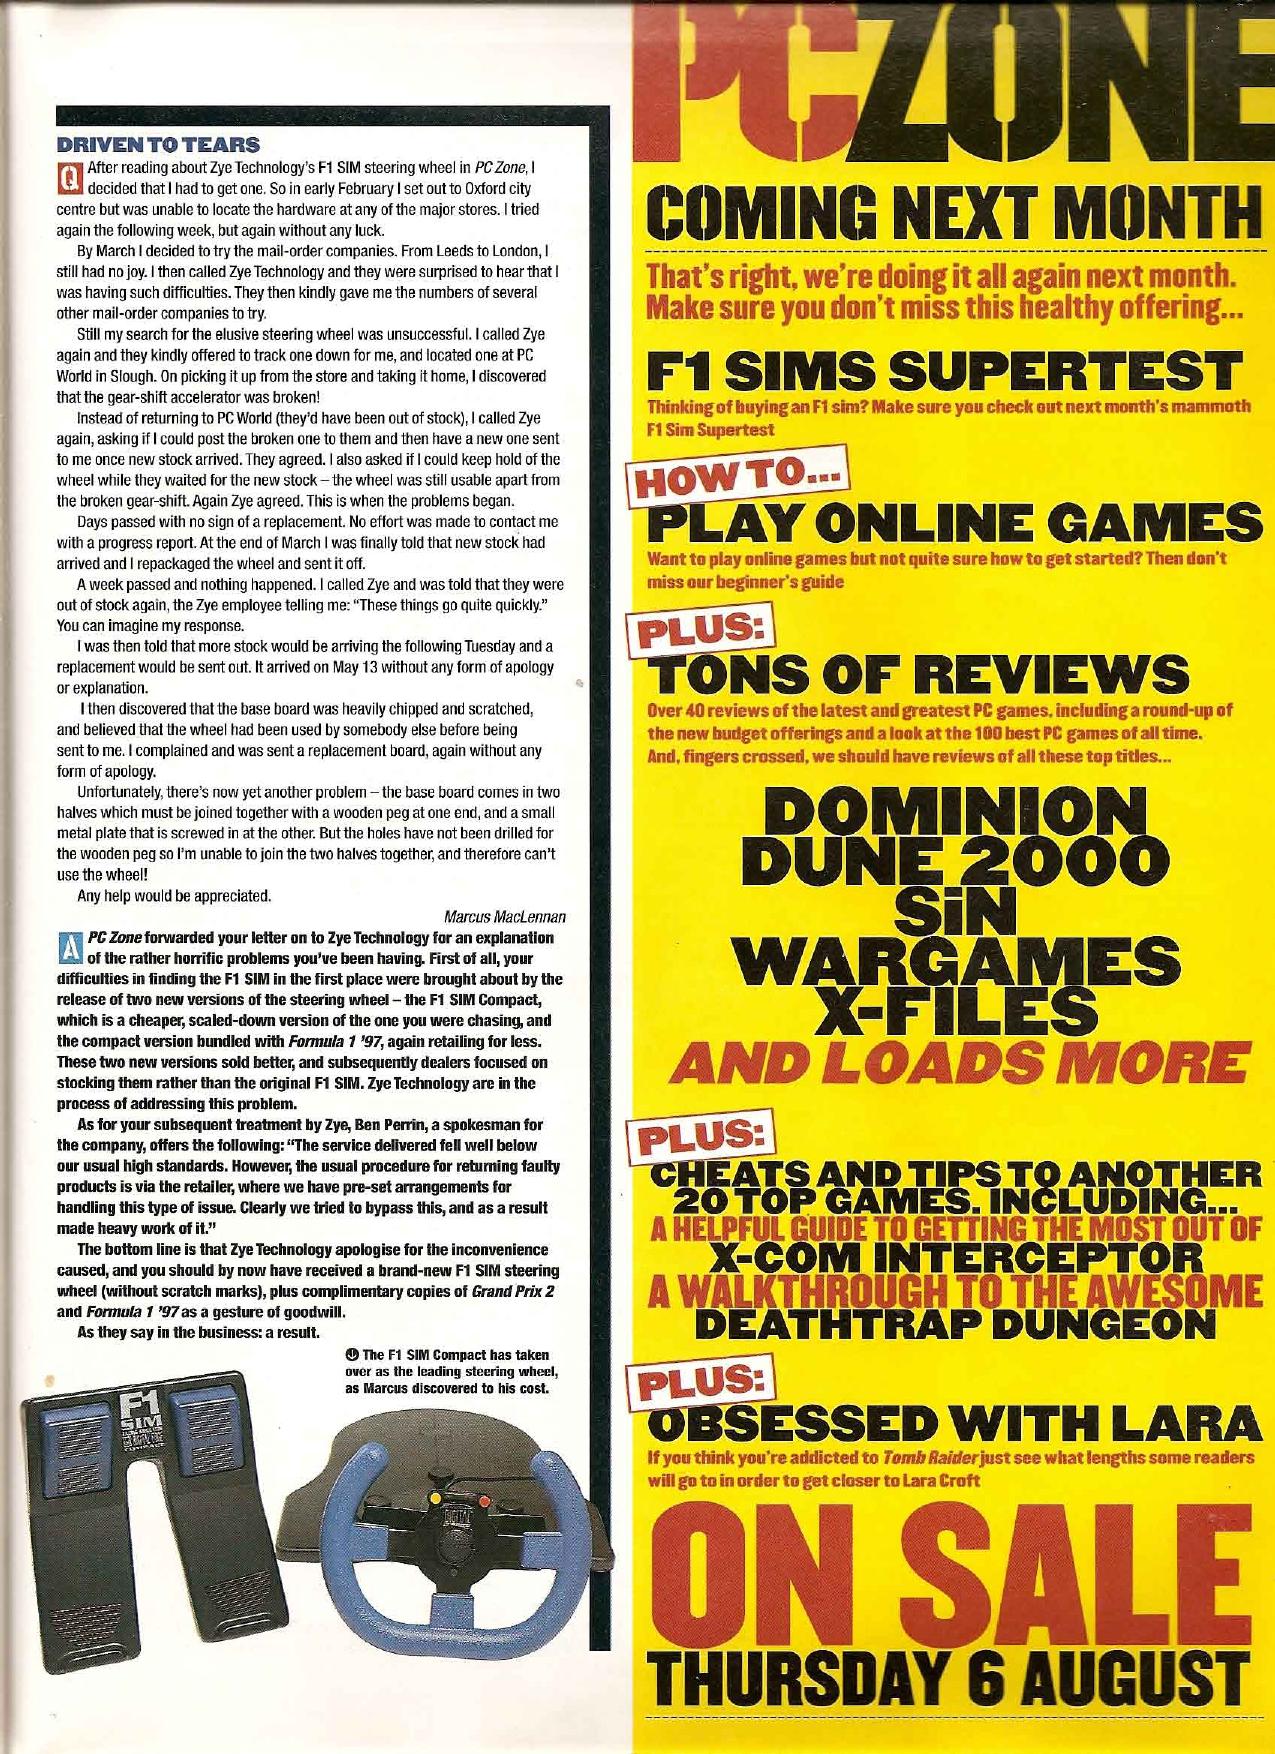 DRIVEN TO TEARS
Q After reading about Zye Technology's F1 SIM steering wheel in PC Zone, I
decided that I had to get one. So in early February I set out to Oxford city
centre but was unable to locate the hardware at any of the major stores. I tried
again the following week, but again without any luck.
By March I decided to try the mail-order companies. From Leeds to London, I
still had no joy. I then called Zye Technology and they were surprised to hear that I
was having such difficulties. They then kindly gave me the numbers of several
other mail-order companies to try.
Still my search for the elusive steering wheel was unsuccessful. I called Zye
again and they kindly offered to track one down for me, and located one at PC
World in Slough. On picking it up from the store and taking it home, I discovered
that the gear-shift accelerator was broken!
Instead of returning to PC World (they'd have been out of stock), I called Zye
again, asking if I could post the broken one to them and then have a new one sent
to me once new stock arrived. They agreed. I also asked if I could keep hold of the
wheel while they waited for the new stock – the wheel was still usable apart from
the broken gear-shift. Again Zye agreed. This is when the problems began.
Days passed with no sign of a replacement. No effort was made to contact me
with a progress report. At the end of March I was finally told that new stock had
arrived and I repackaged the wheel and sent it off.
A week passed and nothing happened. I called Zye and was told that they were
out of stock again, the Zye employee telling me: "These things go quite quickly."
You can imagine my response.
I was then told that more stock would be arriving the following Tuesday and a
replacement would be sent out. It arrived on May 13 without any form of apology
or explanation.
I then discovered that the base board was heavily chipped and scratched,
and believed that the wheel had been used by somebody else before being
sent to me. I complained and was sent a replacement board, again without any
form of apology.
Unfortunately, there's now yet another problem – the base board comes in two
halves which must be joined together with a wooden peg at one end, and a small
metal plate that is screwed in at the other. But the holes have not been drilled for
the wooden peg so I'm unable to join the two halves together, and therefore can't
use the wheel!
Any help would be appreciated.
Marcus MacLennan
A PC Zone forwarded your letter on to Zye Technology for an explanation
of the rather horrific problems you've been having. First of all, your
difficulties in finding the F1 SIM in the first place were brought about by the
release of two new versions of the steering wheel – the F1 SIM Compact,
which is a cheaper, scaled-down version of the one you were chasing, and
the compact version bundled with Formula 1 '97, again retailing for less.
These two new versions sold better, and subsequently dealers focused on
stocking them rather than the original F1 SIM. Zye Technology are in the
process of addressing this problem.
As for your subsequent treatment by Zye, Ben Perrin, a spokesman for
the company, offers the following: "The service delivered fell well below
our usual high standards. However, the usual procedure for returning faulty
products is via the retailer, where we have pre-set arrangements for
handling this type of issue. Clearly we tried to bypass this, and as a result
made heavy work of it."
The bottom line is that Zye Technology apologise for the inconvenience
caused, and you should by now have received a brand-new F1 SIM steering
wheel (without scratch marks), plus complimentary copies of Grand Prix 2
and Formula 1 '97 as a gesture of goodwill.
As they say in the business: a result.
The F1 SIM Compact has taken
over as the leading steering wheel,
as Marcus discovered to his cost.
F1
SIM
PC ZONE
COMING NEXT MONTH
That's right, we're doing it all again next month.
Make sure you don't miss this healthy offering...
F1 SIMS SUPERTEST
Thinking of buying an F1 sim? Make sure you check out next month's mammoth
F1 Sim Supertest
HOW TO...
PLAY ONLINE GAMES
Want to play online games but not quite sure how to get started? Then don't
miss our beginner's guide
PLUS:
TONS OF REVIEWS
Over 40 reviews of the latest and greatest PC games, including a round-up of
the new budget offerings and a look at the 100 best PC games of all time.
And, fingers crossed, we should have reviews of all these top titles...
DOMINION
DUNE 2000
SiN
WARGAMES
X-FILES
AND LOADS MORE
PLUS:
CHEATS AND TIPS TO ANOTHER
20 TOP GAMES. INCLUDING...
A HELPFUL GUIDE TO GETTING THE MOST OUT OF
X-COM INTERCEPTOR
A WALKTHROUGH TO THE AWESOME
DEATHTRAP DUNGEON
PLUS:
OBSESSED WITH LARA
If you think you're addicted to Tomb Raider just see what lengths some readers
will go to in order to get closer to Lara Croft
ON SALE
THURSDAY 6 AUGUST